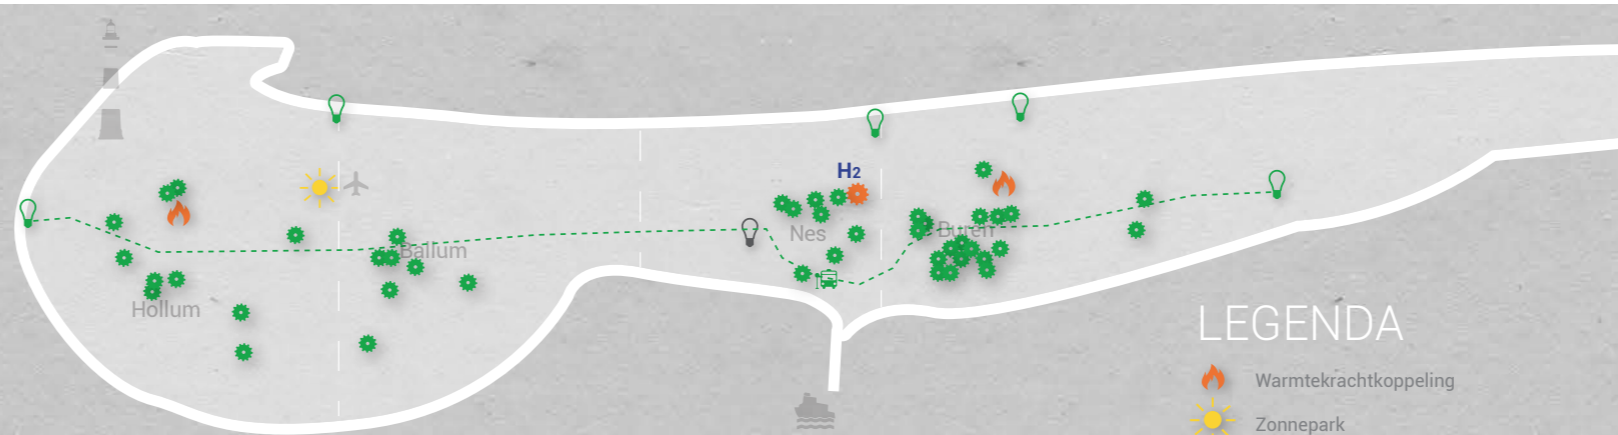 H2
Nes
Buren
Ballum
Hollum
LEGENDA
Warmtekrachtkoppeling
Zonnepark